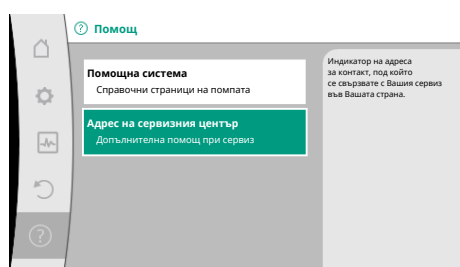 Помощ
Помощна система
Справочни страници на помпата
Адрес на сервизния център
Допълнителна помощ при сервиз
Индикатор на адреса
за контакт, под който
се свързвате с Вашия сервиз
във Вашата страна.